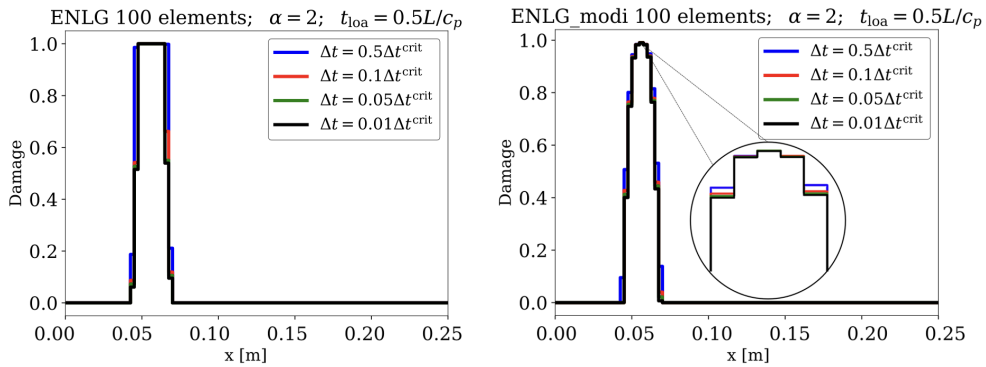 ENLG 100 elements;   α = 2;   t_loa = 0.5L/c_p
Δt = 0.5Δt^crit
Δt = 0.1Δt^crit
Δt = 0.05Δt^crit
Δt = 0.01Δt^crit
1.0
0.8
0.6
0.4
0.2
0.0
Damage
0.00 0.05 0.10 0.15 0.20 0.25
x [m]
ENLG_modi 100 elements;   α = 2;   t_loa = 0.5L/c_p
Δt = 0.5Δt^crit
Δt = 0.1Δt^crit
Δt = 0.05Δt^crit
Δt = 0.01Δt^crit
1.0
0.8
0.6
0.4
0.2
0.0
Damage
0.00 0.05 0.10 0.15 0.20 0.25
x [m]